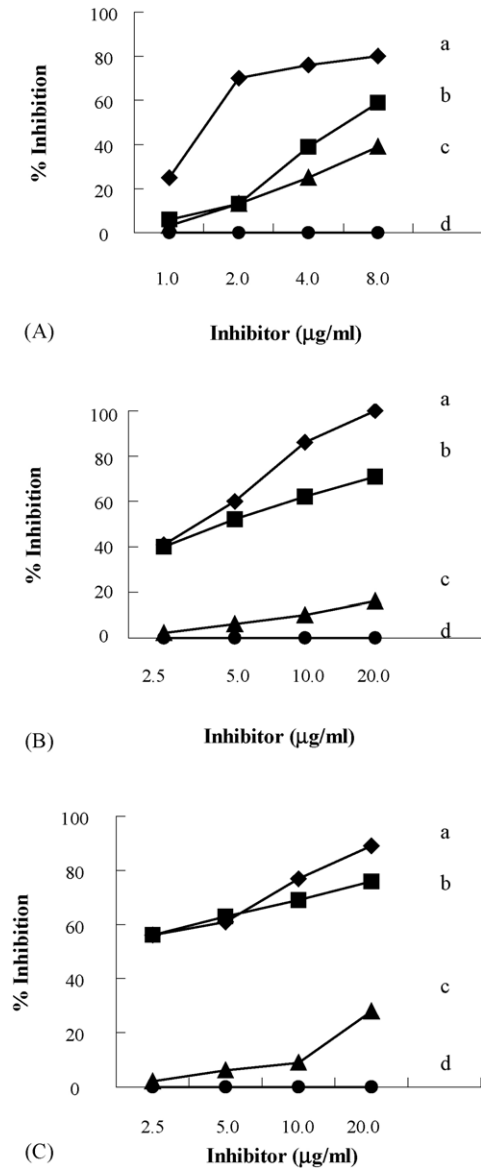 a
80
b
60
c
40
20
d
0
% Inhibition
1.0 2.0 4.0 8.0
(A)
Inhibitor (μg/ml)
100
a
80
b
60
40
c
20
d
0
% Inhibition
2.5 5.0 10.0 20.0
(B)
Inhibitor (μg/ml)
100
a
80
b
60
40
c
20
d
0
% Inhibition
2.5 5.0 10.0 20.0
(C)
Inhibitor (μg/ml)